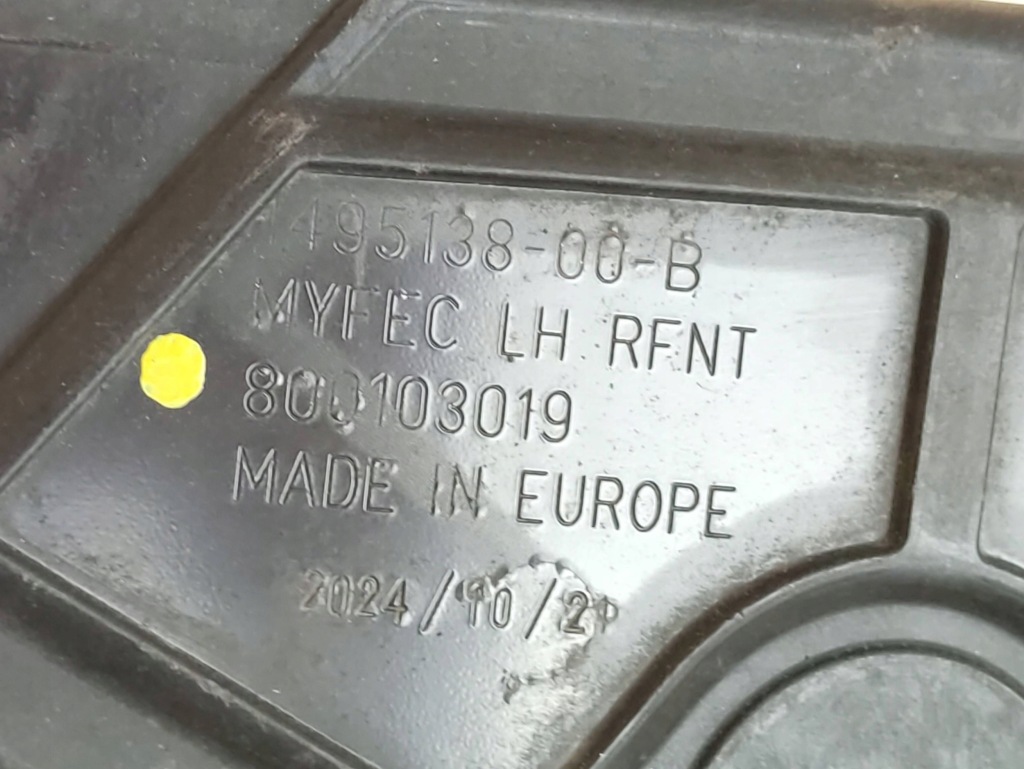 1495138-00-B
MYFEC LH RFNT
800103019
MADE IN EUROPE
2024/10/21